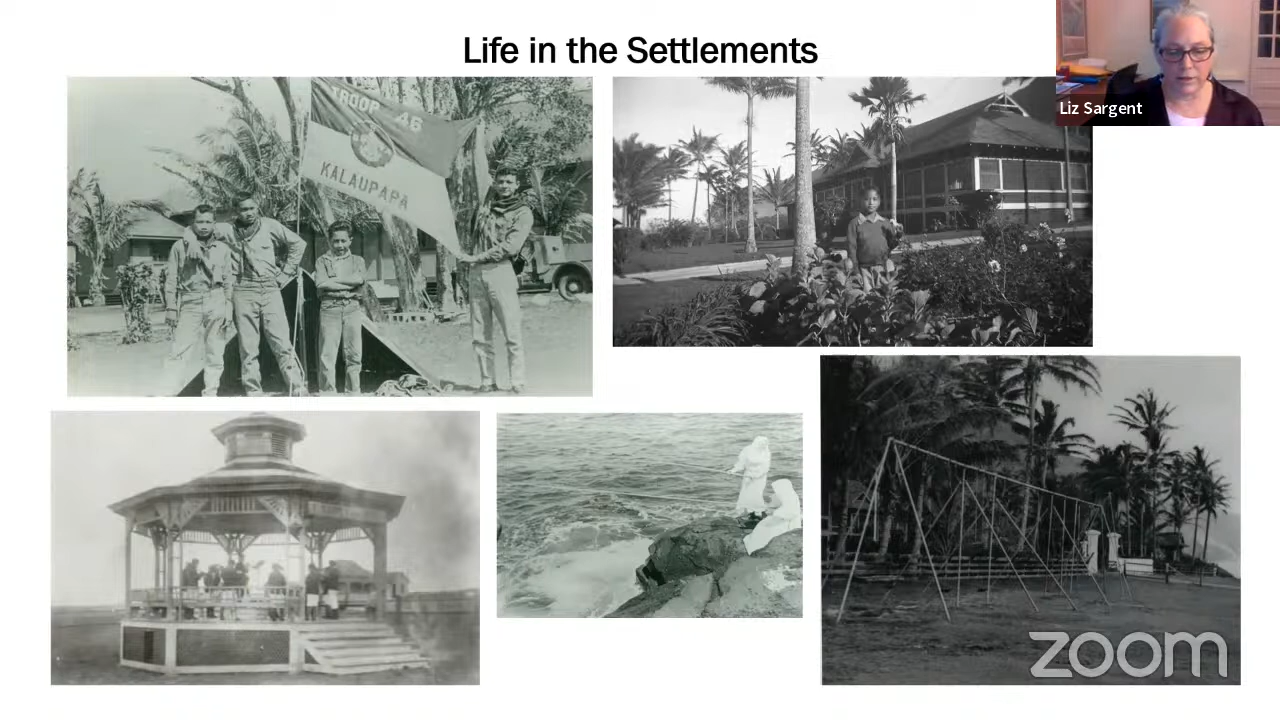 Life in the Settlements
Liz Sargent
TROOP 46
KALAUPAPA
zoom